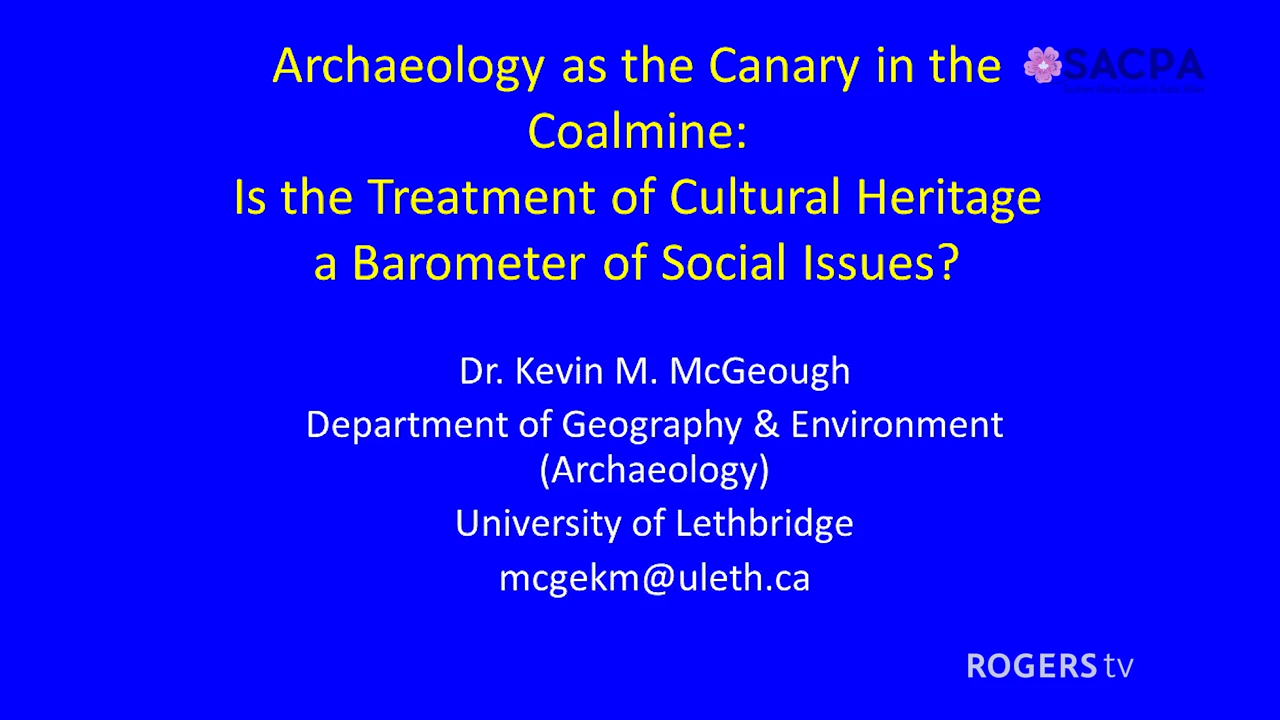 Archaeology as the Canary in the
SACPA
Coalmine:
Is the Treatment of Cultural Heritage
a Barometer of Social Issues?
Dr. Kevin M. McGeough
Department of Geography & Environment
(Archaeology)
University of Lethbridge
mcgekm@uleth.ca
ROGERS tv